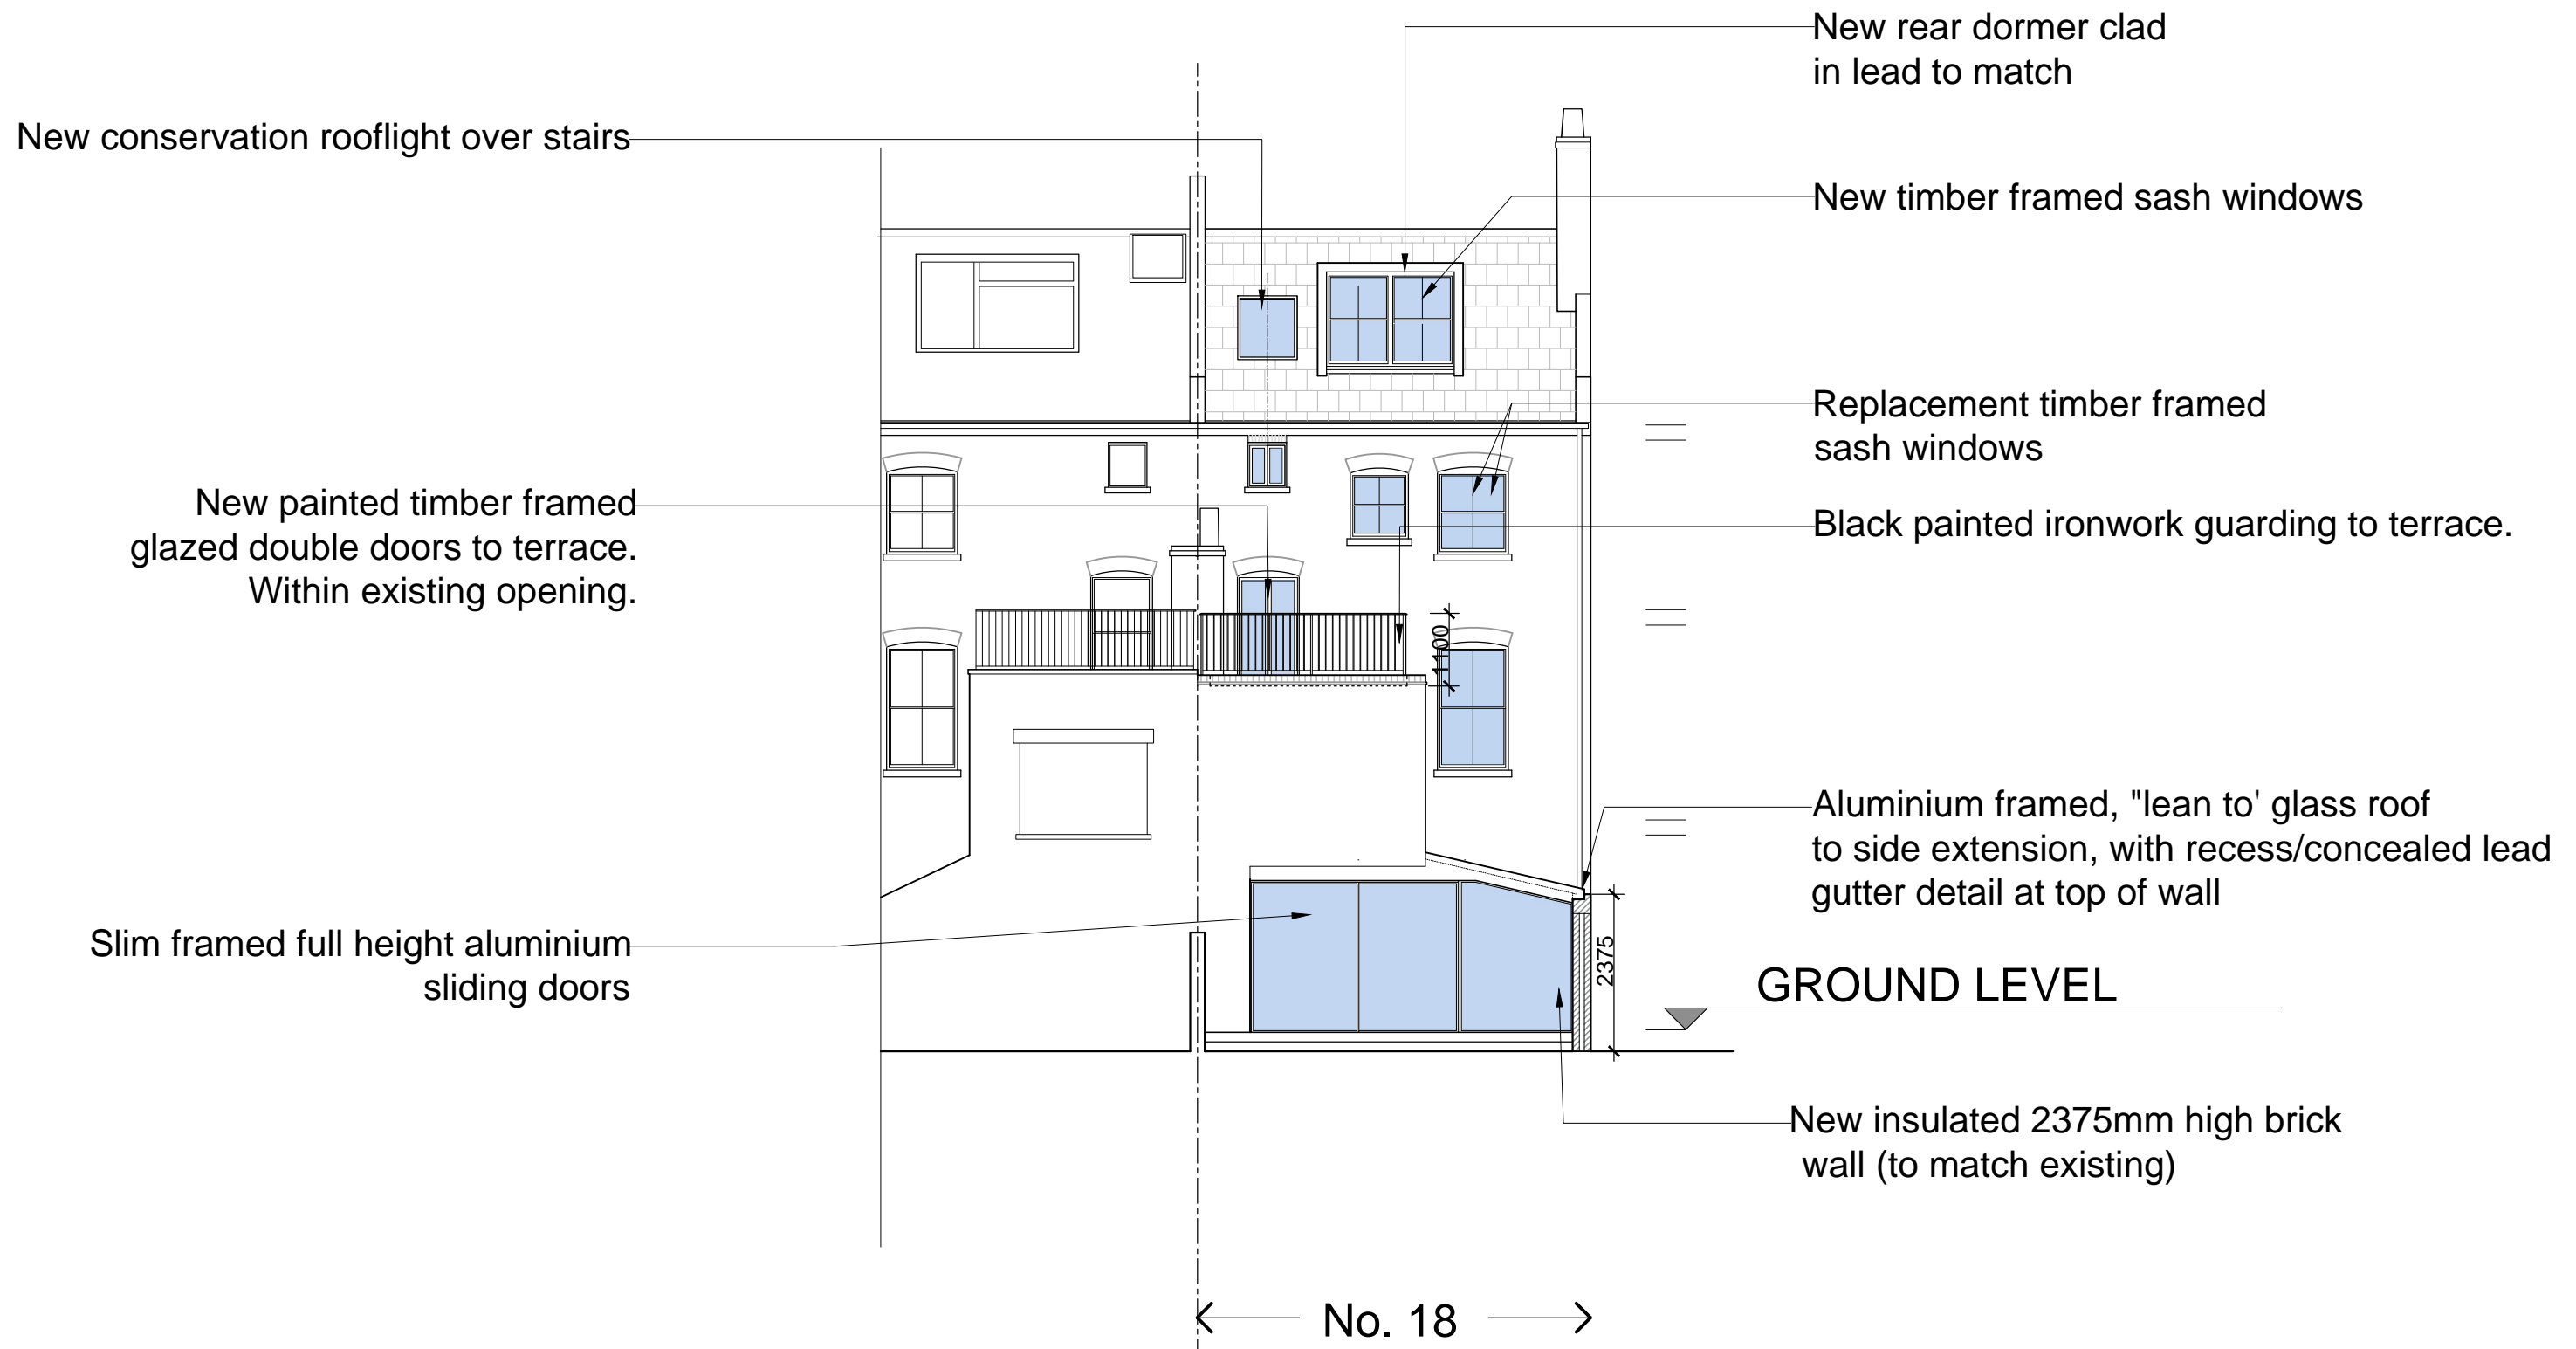 New rear dormer clad
in lead to match
New conservation rooflight over stairs
New timber framed sash windows
Replacement timber framed
sash windows
New painted timber framed
glazed double doors to terrace.
Within existing opening.
Black painted ironwork guarding to terrace.
1100
Aluminium framed, "lean to' glass roof
to side extension, with recess/concealed lead
gutter detail at top of wall
Slim framed full height aluminium
sliding doors
2375
GROUND LEVEL
New insulated 2375mm high brick
wall (to match existing)
No. 18